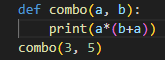 def combo(a, b):
    print(a*(b+a))
combo(3, 5)